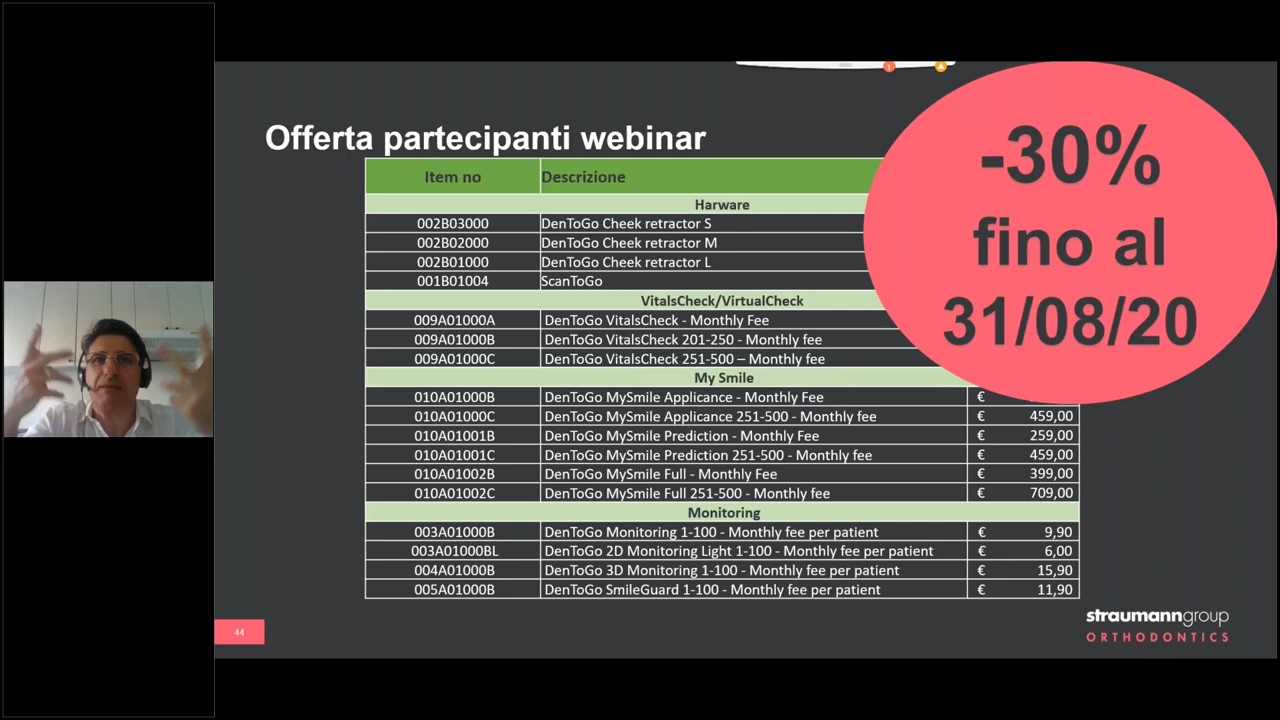 Offerta partecipanti webinar
-30%
fino al
31/08/20
Item no Descrizione
Harware
002B03000 DenToGo Cheek retractor S
002B02000 DenToGo Cheek retractor M
002B01000 DenToGo Cheek retractor L
001B01004 ScanToGo
VitalsCheck/VirtualCheck
009A01000A DenToGo VitalsCheck - Monthly Fee
009A01000B DenToGo VitalsCheck 201-250 - Monthly fee
009A01000C DenToGo VitalsCheck 251-500 – Monthly fee
My Smile
010A01000B DenToGo MySmile Applicance - Monthly Fee €
010A01000C DenToGo MySmile Applicance 251-500 - Monthly fee € 459,00
010A01001B DenToGo MySmile Prediction - Monthly Fee € 259,00
010A01001C DenToGo MySmile Prediction 251-500 - Monthly fee € 459,00
010A01002B DenToGo MySmile Full - Monthly Fee € 399,00
010A01002C DenToGo MySmile Full 251-500 - Monthly fee € 709,00
Monitoring
003A01000B DenToGo Monitoring 1-100 - Monthly fee per patient € 9,90
003A01000BL DenToGo 2D Monitoring Light 1-100 - Monthly fee per patient € 6,00
004A01000B DenToGo 3D Monitoring 1-100 - Monthly fee per patient € 15,90
005A01000B DenToGo SmileGuard 1-100 - Monthly fee per patient € 11,90
44
straumanngroup
ORTHODONTICS